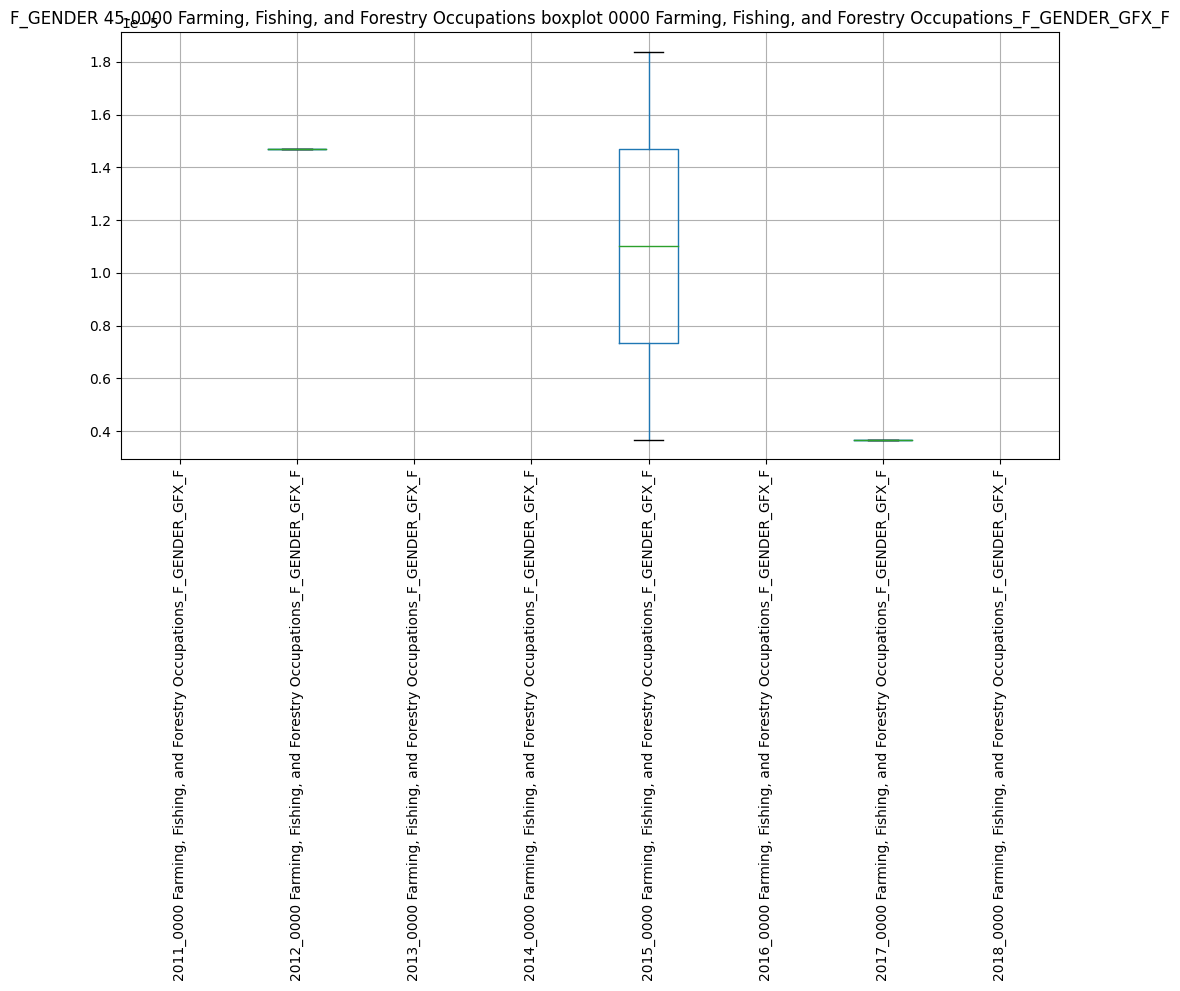 F_GENDER 45-0000 Farming, Fishing, and Forestry Occupations boxplot 0000 Farming, Fishing, and Forestry Occupations_F_GENDER_GFX_F
1e−5
1.8
1.6
1.4
1.2
1.0
0.8
0.6
0.4
2011_0000 Farming, Fishing, and Forestry Occupations_F_GENDER_GFX_F
2012_0000 Farming, Fishing, and Forestry Occupations_F_GENDER_GFX_F
2013_0000 Farming, Fishing, and Forestry Occupations_F_GENDER_GFX_F
2014_0000 Farming, Fishing, and Forestry Occupations_F_GENDER_GFX_F
2015_0000 Farming, Fishing, and Forestry Occupations_F_GENDER_GFX_F
2016_0000 Farming, Fishing, and Forestry Occupations_F_GENDER_GFX_F
2017_0000 Farming, Fishing, and Forestry Occupations_F_GENDER_GFX_F
2018_0000 Farming, Fishing, and Forestry Occupations_F_GENDER_GFX_F